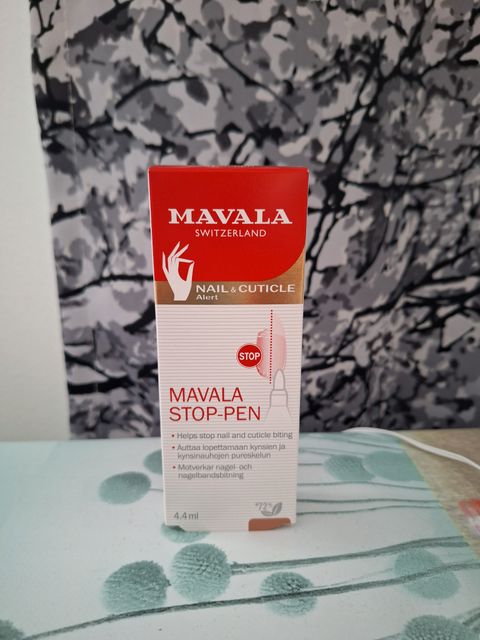 MAVALA
SWITZERLAND
NAIL & CUTICLE
Alert
STOP
MAVALA
STOP-PEN
• Helps stop nail and cuticle biting
• Auttaa lopettamaan kynsien ja
kynsinauhojen pureskelun
• Motverkar nagel- och
nagelbandsbitning
4.4 ml